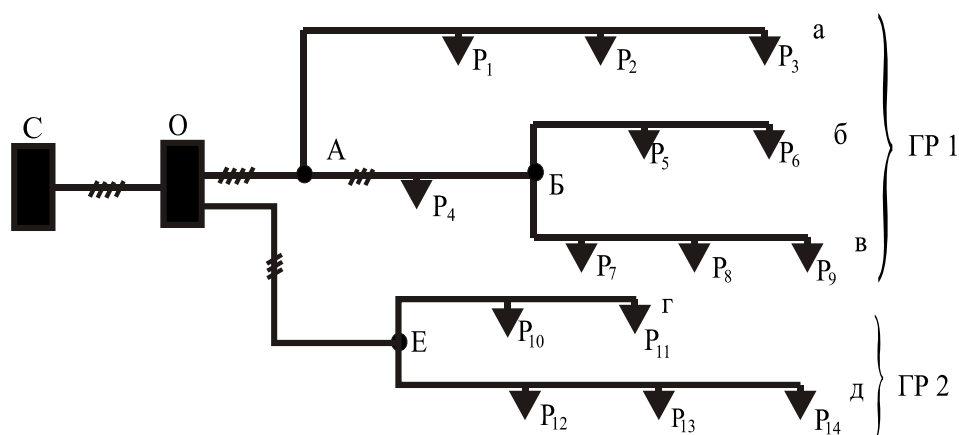 а
P₁ P₂ P₃
С О А
б
P₅ P₆
ГР 1
P₄ Б
в
P₇ P₈ P₉
г
P₁₀ P₁₁
Е
д ГР 2
P₁₂ P₁₃ P₁₄